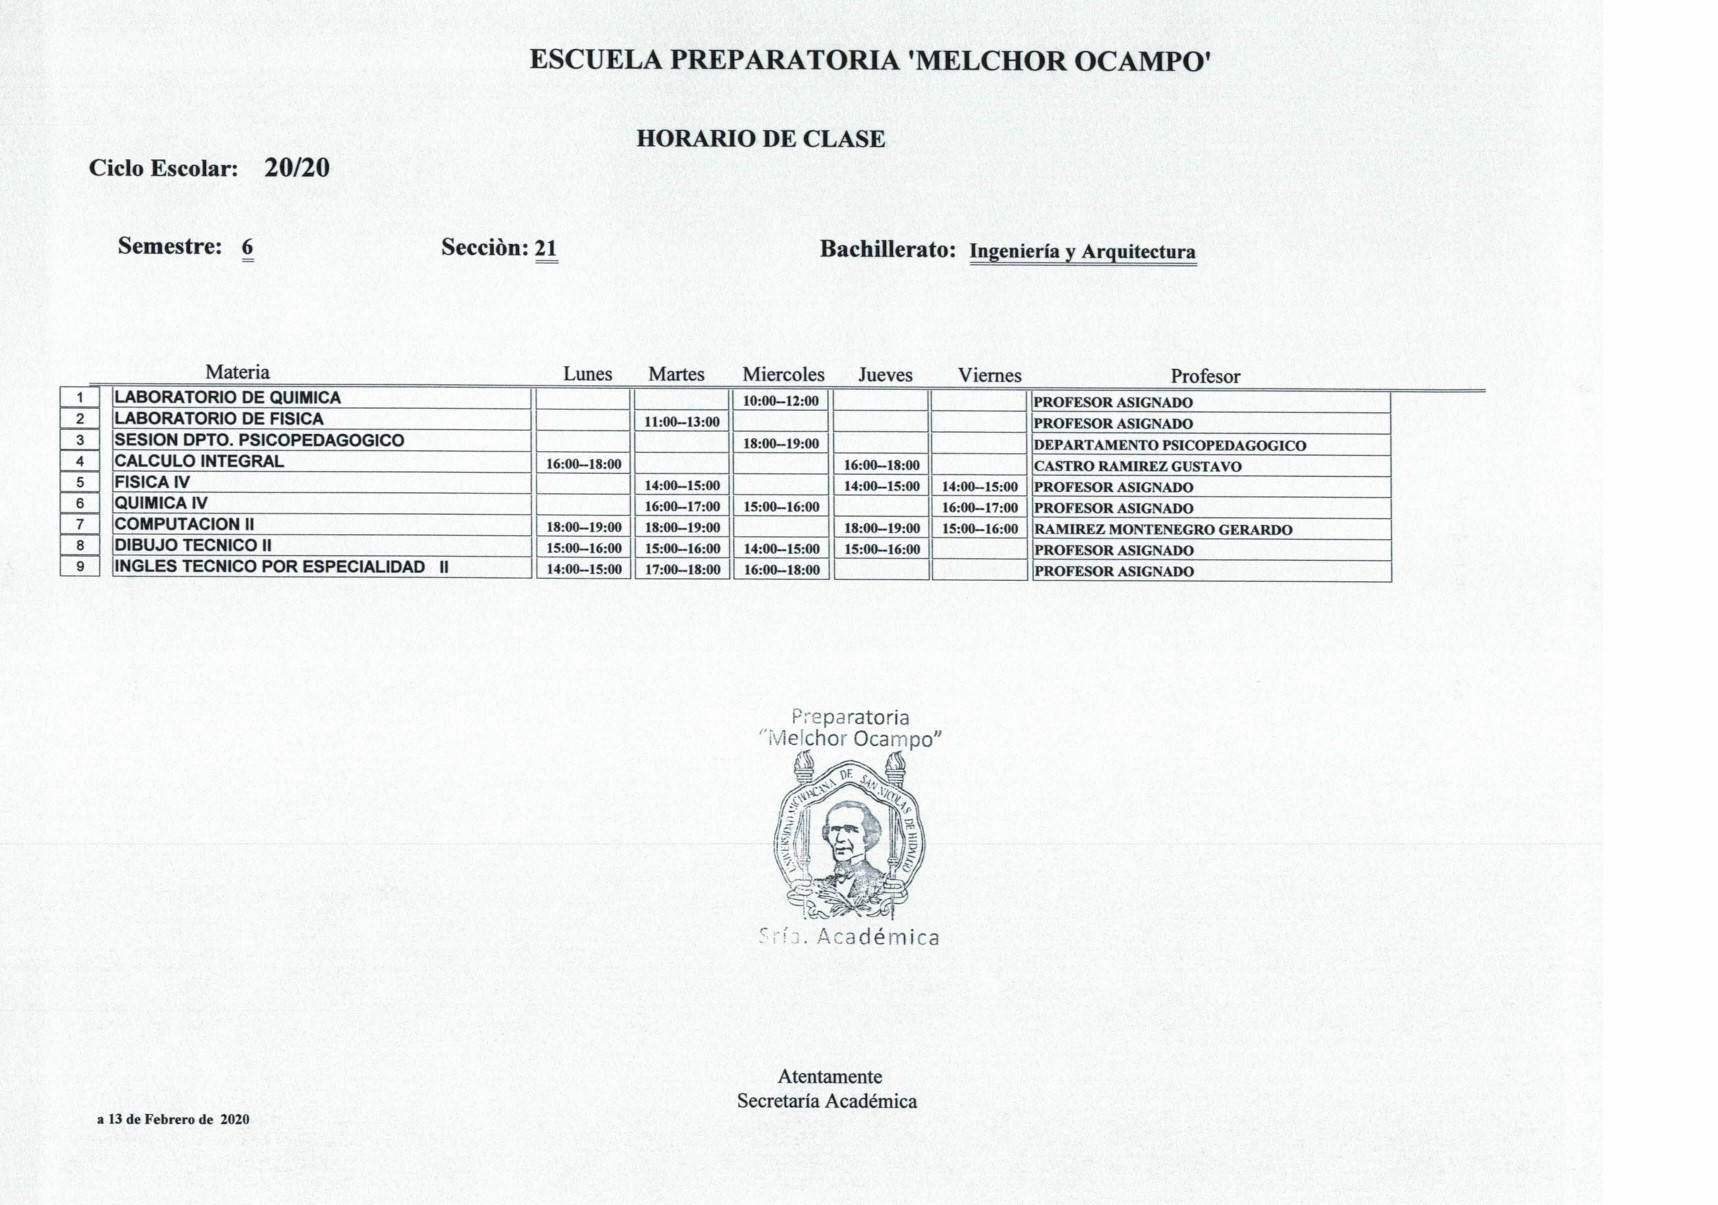 ESCUELA PREPARATORIA 'MELCHOR OCAMPO'
HORARIO DE CLASE
Ciclo Escolar: 20/20
Semestre: 6 Secciòn: 21 Bachillerato: Ingeniería y Arquitectura
Materia Lunes Martes Miercoles Jueves Viernes Profesor
1 LABORATORIO DE QUIMICA 10:00--12:00 PROFESOR ASIGNADO
2 LABORATORIO DE FISICA 11:00--13:00 PROFESOR ASIGNADO
3 SESION DPTO. PSICOPEDAGOGICO 18:00--19:00 DEPARTAMENTO PSICOPEDAGOGICO
4 CALCULO INTEGRAL 16:00--18:00 16:00--18:00 CASTRO RAMIREZ GUSTAVO
5 FISICA IV 14:00--15:00 14:00--15:00 14:00--15:00 PROFESOR ASIGNADO
6 QUIMICA IV 16:00--17:00 15:00--16:00 16:00--17:00 PROFESOR ASIGNADO
7 COMPUTACION II 18:00--19:00 18:00--19:00 18:00--19:00 15:00--16:00 RAMIREZ MONTENEGRO GERARDO
8 DIBUJO TECNICO II 15:00--16:00 15:00--16:00 14:00--15:00 15:00--16:00 PROFESOR ASIGNADO
9 INGLES TECNICO POR ESPECIALIDAD II 14:00--15:00 17:00--18:00 16:00--18:00 PROFESOR ASIGNADO
Preparatoria
"Melchor Ocampo"
UNIVERSIDAD MICHOACANA DE SAN NICOLAS DE HIDALGO
Sría. Académica
Atentamente
Secretaría Académica
a 13 de Febrero de 2020